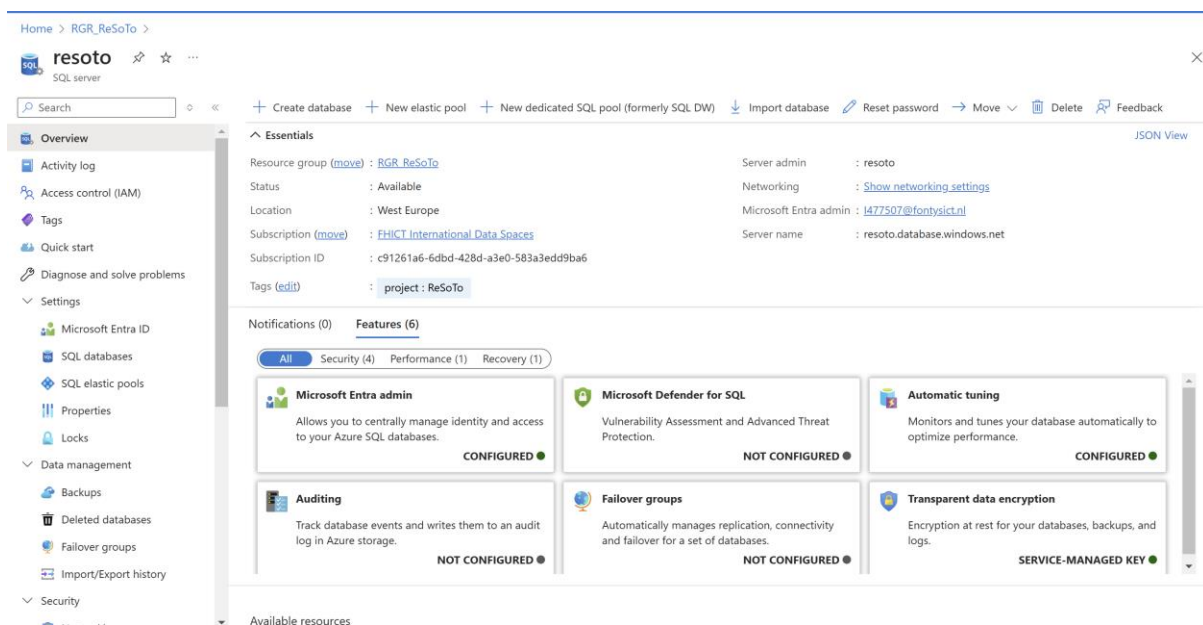 Home > RGR_ReSoTo >
resoto
SQL server
Search
Create database New elastic pool New dedicated SQL pool (formerly SQL DW) Import database Reset password Move Delete Feedback
Overview
Activity log
Access control (IAM)
Tags
Quick start
Diagnose and solve problems
Settings
Microsoft Entra ID
SQL databases
SQL elastic pools
Properties
Locks
Data management
Backups
Deleted databases
Failover groups
Import/Export history
Security
Essentials
JSON View
Resource group (move) : RGR_ReSoTo
Status : Available
Location : West Europe
Subscription (move) : FHICT International Data Spaces
Subscription ID : c91261a6-6dbd-428d-a3e0-583a3edd9ba6
Tags (edit) : project : ReSoTo
Server admin : resoto
Networking : Show networking settings
Microsoft Entra admin : I477507@fontysict.nl
Server name : resoto.database.windows.net
Notifications (0) Features (6)
All Security (4) Performance (1) Recovery (1)
Microsoft Entra admin
Allows you to centrally manage identity and access
to your Azure SQL databases.
CONFIGURED
Microsoft Defender for SQL
Vulnerability Assessment and Advanced Threat
Protection.
NOT CONFIGURED
Automatic tuning
Monitors and tunes your database automatically to
optimize performance.
CONFIGURED
Auditing
Track database events and writes them to an audit
log in Azure storage.
NOT CONFIGURED
Failover groups
Automatically manages replication, connectivity
and failover for a set of databases.
NOT CONFIGURED
Transparent data encryption
Encryption at rest for your databases, backups, and
logs.
SERVICE-MANAGED KEY
Available resources